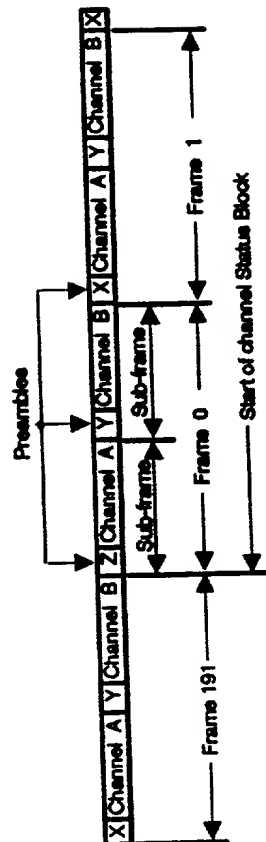 Preambles
X Channel A Y Channel B Z Channel A Y Channel B X Channel A Y Channel B X
Sub-frame Sub-frame
Frame 191 Frame 0 Frame 1
Start of channel Status Block